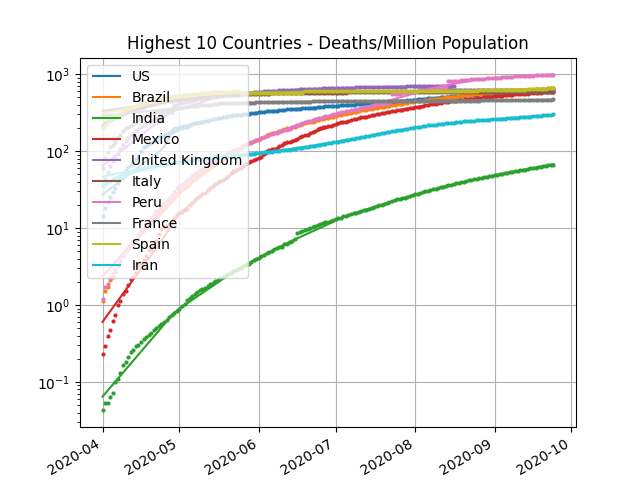 Highest 10 Countries - Deaths/Million Population
10³
10²
10¹
10⁰
10⁻¹
US
Brazil
India
Mexico
United Kingdom
Italy
Peru
France
Spain
Iran
2020-04
2020-05
2020-06
2020-07
2020-08
2020-09
2020-10